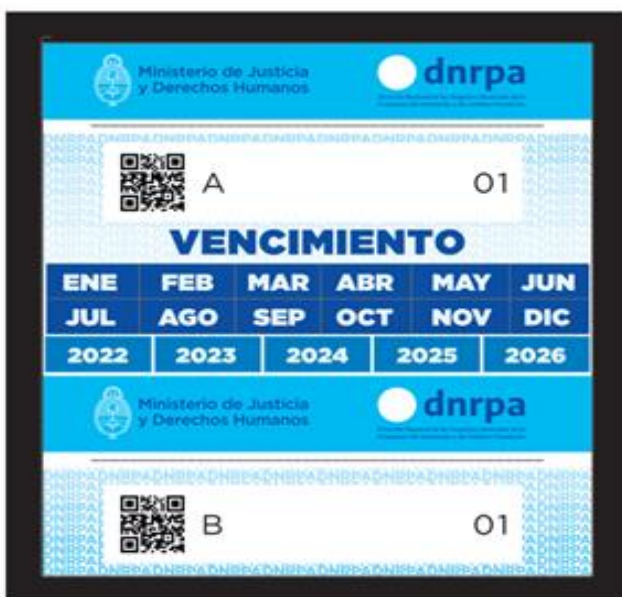 Ministerio de Justicia
y Derechos Humanos
dnrpa
A 01
VENCIMIENTO
ENE FEB MAR ABR MAY JUN
JUL AGO SEP OCT NOV DIC
2022 2023 2024 2025 2026
Ministerio de Justicia
y Derechos Humanos
dnrpa
B 01